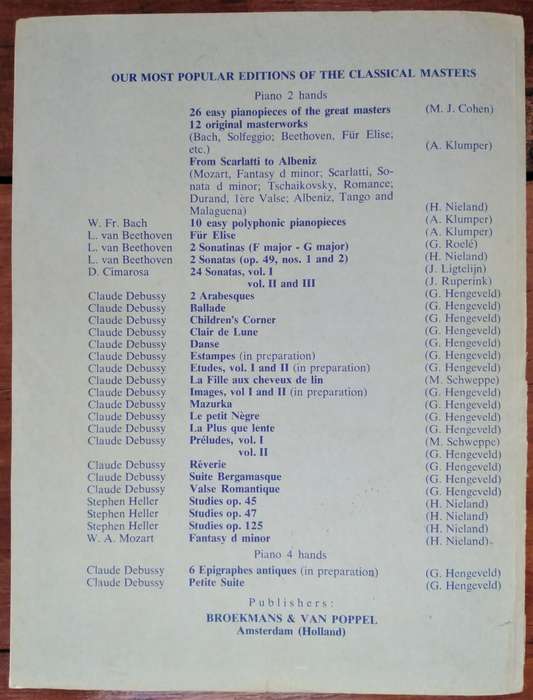 OUR MOST POPULAR EDITIONS OF THE CLASSICAL MASTERS
Piano 2 hands
26 easy pianopieces of the great masters (M. J. Cohen)
12 original masterworks
(Bach, Solfeggio; Beethoven, Für Elise;
etc.) (A. Klumper)
From Scarlatti to Albeniz
(Mozart, Fantasy d minor; Scarlatti, So-
nata d minor; Tschaikovsky, Romance;
Durand, 1ère Valse; Albeniz, Tango and
Malaguena) (H. Nieland)
W. Fr. Bach 10 easy polyphonic pianopieces (A. Klumper)
L. van Beethoven Für Elise (A. Klumper)
L. van Beethoven 2 Sonatinas (F major - G major) (G. Roelé)
L. van Beethoven 2 Sonatas (op. 49, nos. 1 and 2) (H. Nieland)
D. Cimarosa 24 Sonatas, vol. I (J. Ligtelijn)
vol. II and III (J. Ruperink)
Claude Debussy 2 Arabesques (G. Hengeveld)
Claude Debussy Ballade (G. Hengeveld)
Claude Debussy Children's Corner (G. Hengeveld)
Claude Debussy Clair de Lune (G. Hengeveld)
Claude Debussy Danse (G. Hengeveld)
Claude Debussy Estampes (in preparation) (G. Hengeveld)
Claude Debussy Etudes, vol. I and II (in preparation) (G. Hengeveld)
Claude Debussy La Fille aux cheveux de lin (M. Schweppe)
Claude Debussy Images, vol I and II (in preparation) (G. Hengeveld)
Claude Debussy Mazurka (G. Hengeveld)
Claude Debussy Le petit Nègre (G. Hengeveld)
Claude Debussy La Plus que lente (G. Hengeveld)
Claude Debussy Préludes, vol. I (M. Schweppe)
vol. II (G. Hengeveld)
Claude Debussy Rêverie (G. Hengeveld)
Claude Debussy Suite Bergamasque (G. Hengeveld)
Claude Debussy Valse Romantique (G. Hengeveld)
Stephen Heller Studies op. 45 (H. Nieland)
Stephen Heller Studies op. 47 (H. Nieland)
Stephen Heller Studies op. 125 (H. Nieland)
W. A. Mozart Fantasy d minor (H. Nieland)
Piano 4 hands
Claude Debussy 6 Epigraphes antiques (in preparation) (G. Hengeveld)
Claude Debussy Petite Suite (G. Hengeveld)
Publishers:
BROEKMANS & VAN POPPEL
Amsterdam (Holland)